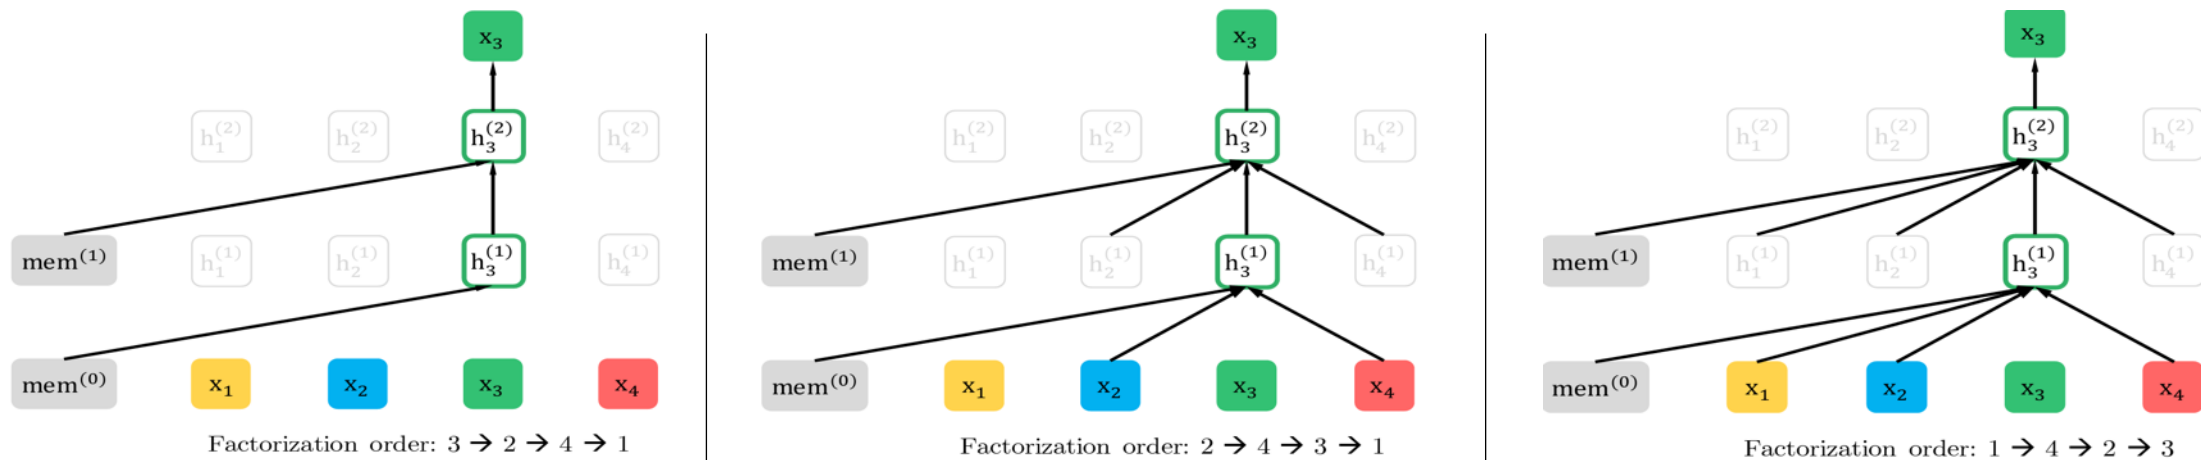 x₃ x₃ x₃
h₁⁽²⁾ h₂⁽²⁾ h₃⁽²⁾ h₄⁽²⁾ h₁⁽²⁾ h₂⁽²⁾ h₃⁽²⁾ h₄⁽²⁾ h₁⁽²⁾ h₂⁽²⁾ h₃⁽²⁾ h₄⁽²⁾
mem⁽¹⁾ h₁⁽¹⁾ h₂⁽¹⁾ h₃⁽¹⁾ h₄⁽¹⁾ mem⁽¹⁾ h₁⁽¹⁾ h₂⁽¹⁾ h₃⁽¹⁾ h₄⁽¹⁾ mem⁽¹⁾ h₁⁽¹⁾ h₂⁽¹⁾ h₃⁽¹⁾ h₄⁽¹⁾
mem⁽⁰⁾ x₁ x₂ x₃ x₄ mem⁽⁰⁾ x₁ x₂ x₃ x₄ mem⁽⁰⁾ x₁ x₂ x₃ x₄
Factorization order: 3 → 2 → 4 → 1 Factorization order: 2 → 4 → 3 → 1 Factorization order: 1 → 4 → 2 → 3